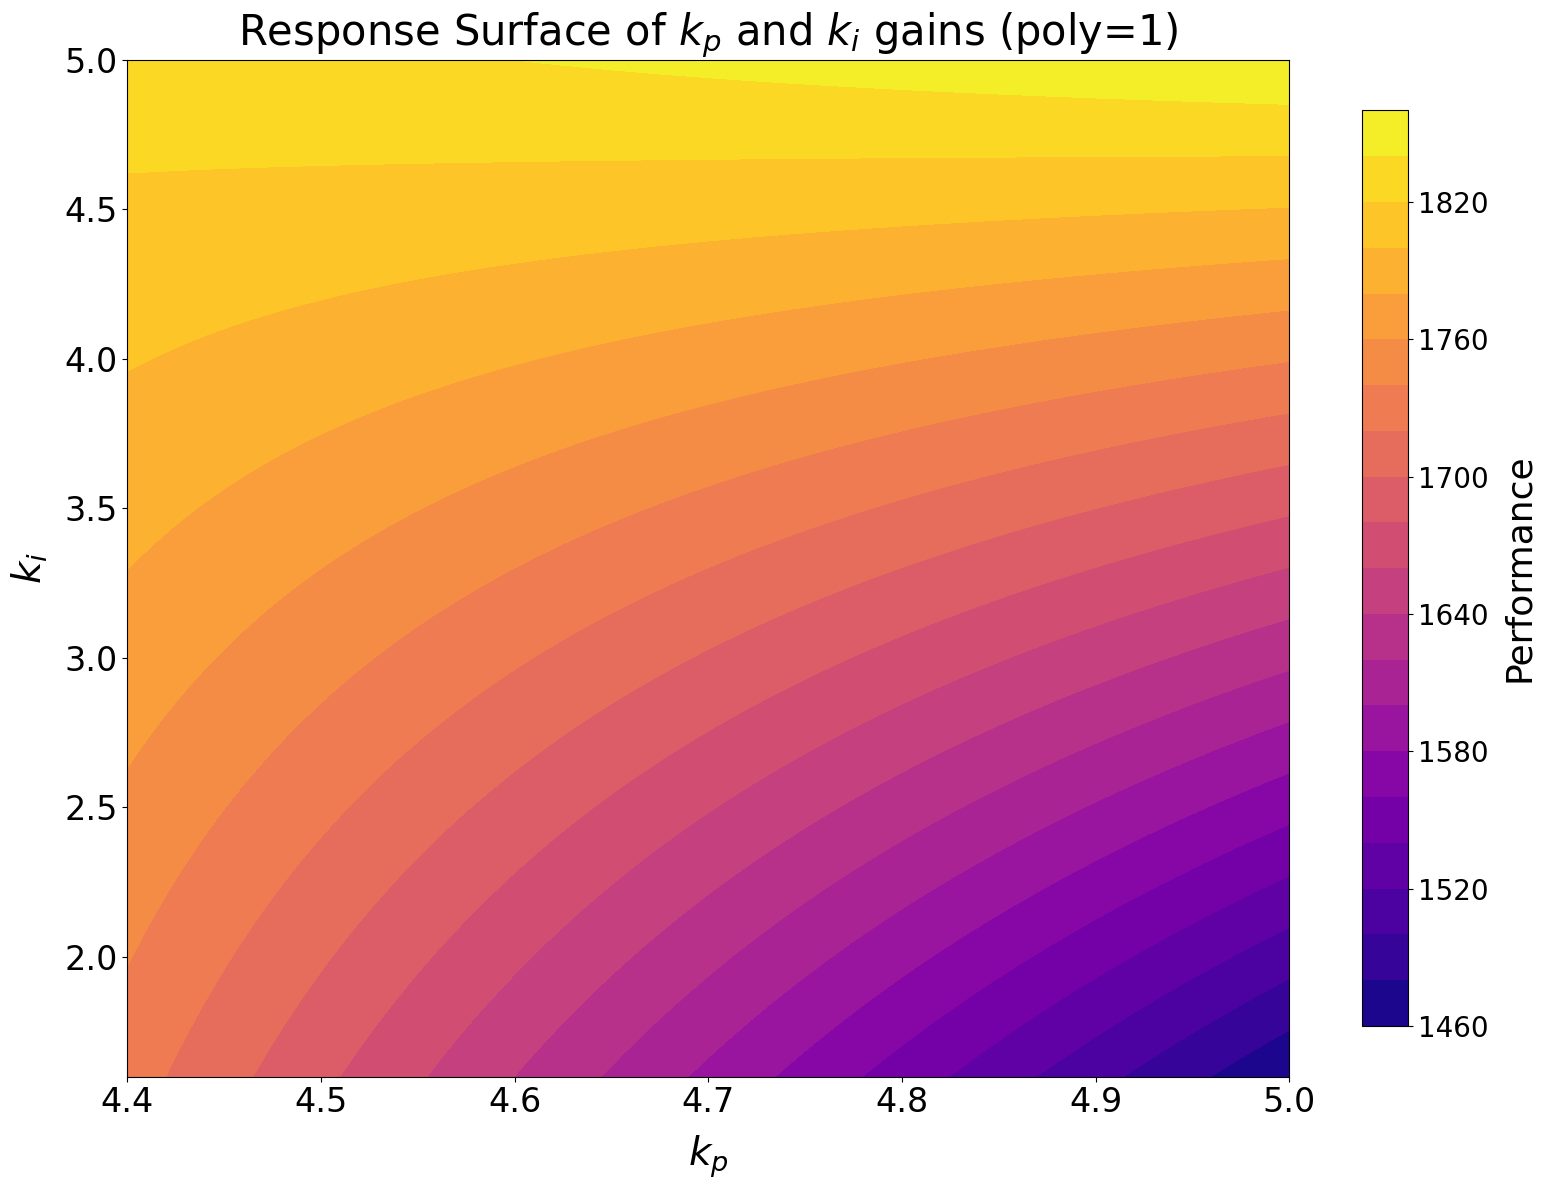 Response Surface of $k_p$ and $k_i$ gains (poly=1)
5.0
4.5
4.0
3.5
3.0
2.5
2.0
$k_i$
4.4 4.5 4.6 4.7 4.8 4.9 5.0
$k_p$
1820
1760
1700
1640
1580
1520
1460
Performance